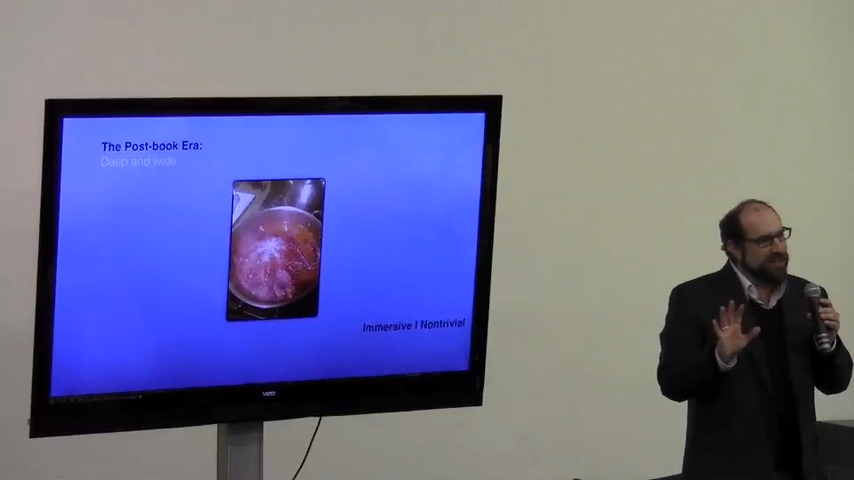 The Post-book Era:
Deep and wide
Immersive I Nontrivial
VIZIO